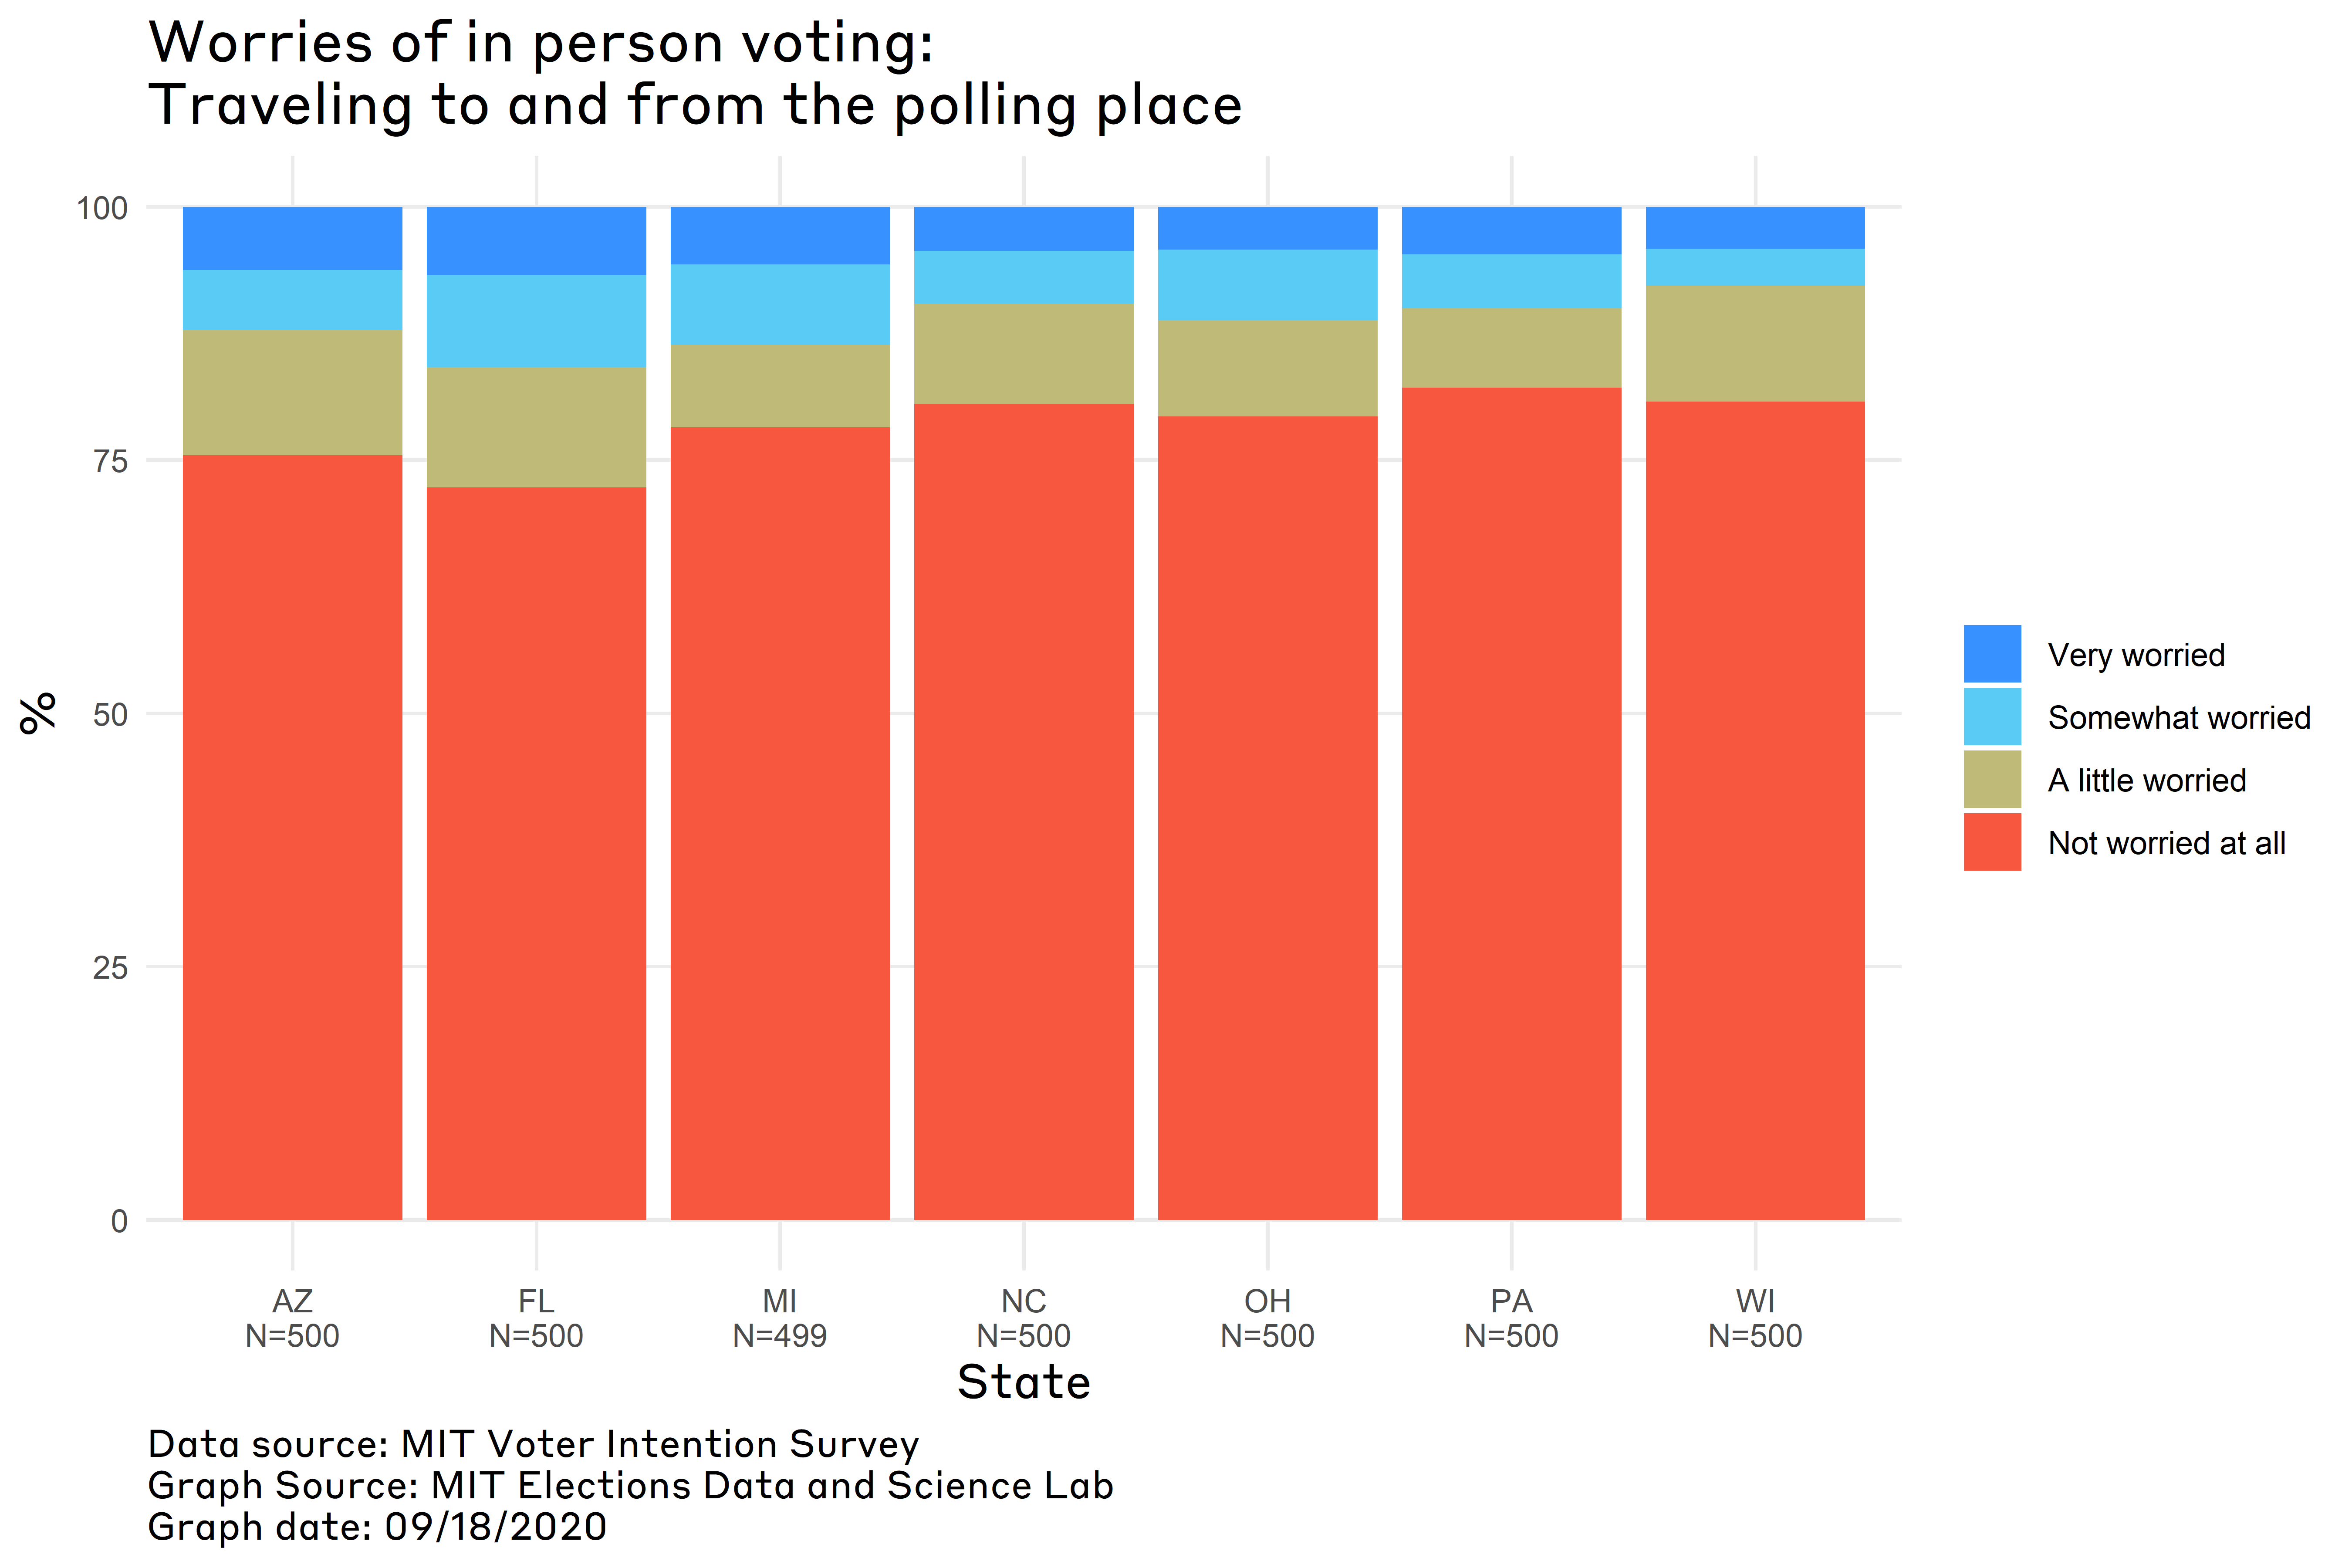 Worries of in person voting:
Traveling to and from the polling place
100
75
50
25
0
%
AZ
N=500
FL
N=500
MI
N=499
NC
N=500
OH
N=500
PA
N=500
WI
N=500
State
Very worried
Somewhat worried
A little worried
Not worried at all
Data source: MIT Voter Intention Survey
Graph Source: MIT Elections Data and Science Lab
Graph date: 09/18/2020